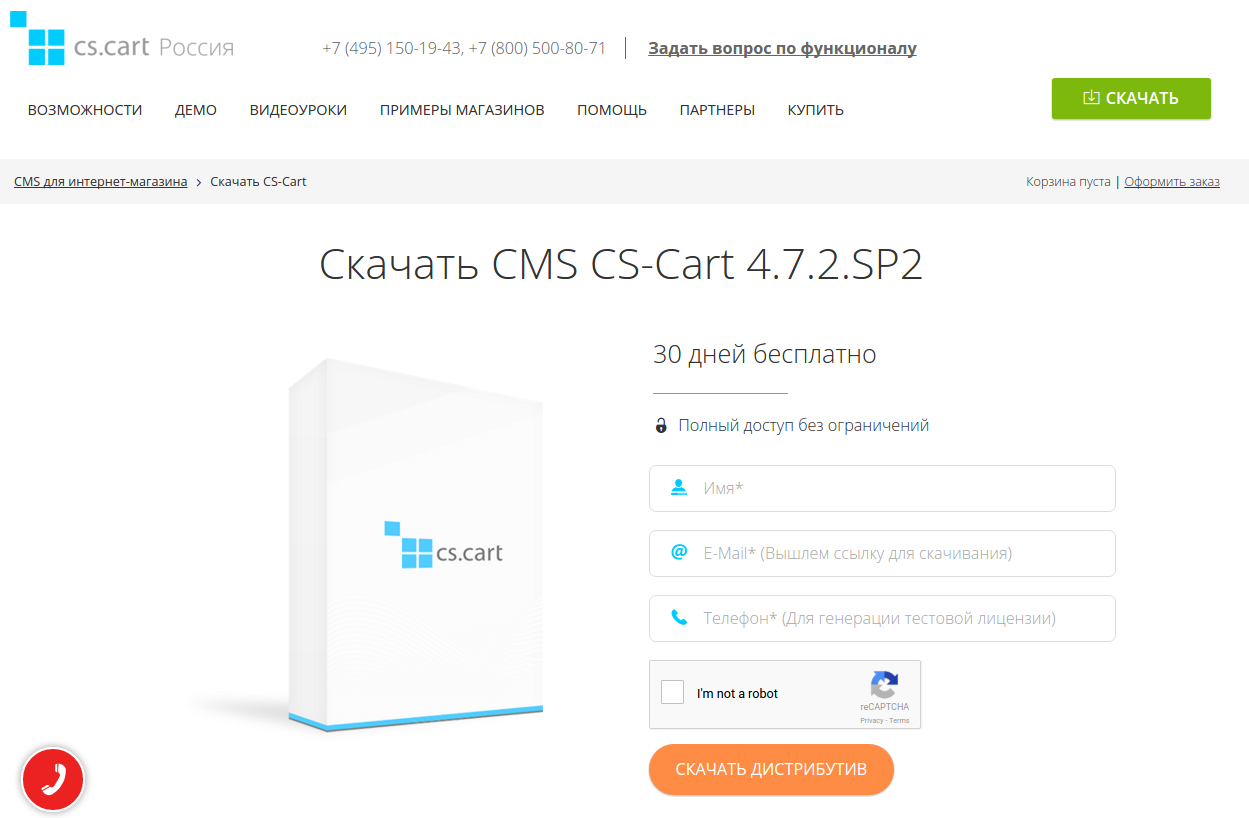 cs.cart Россия
+7 (495) 150-19-43, +7 (800) 500-80-71
Задать вопрос по функционалу
ВОЗМОЖНОСТИ ДЕМО ВИДЕОУРОКИ ПРИМЕРЫ МАГАЗИНОВ ПОМОЩЬ ПАРТНЕРЫ КУПИТЬ
СКАЧАТЬ
CMS для интернет-магазина › Скачать CS-Cart
Корзина пуста | Оформить заказ
Скачать CMS CS-Cart 4.7.2.SP2
cs.cart
30 дней бесплатно
Полный доступ без ограничений
Имя*
E-Mail* (Вышлем ссылку для скачивания)
Телефон* (Для генерации тестовой лицензии)
I'm not a robot
reCAPTCHA
Privacy - Terms
СКАЧАТЬ ДИСТРИБУТИВ